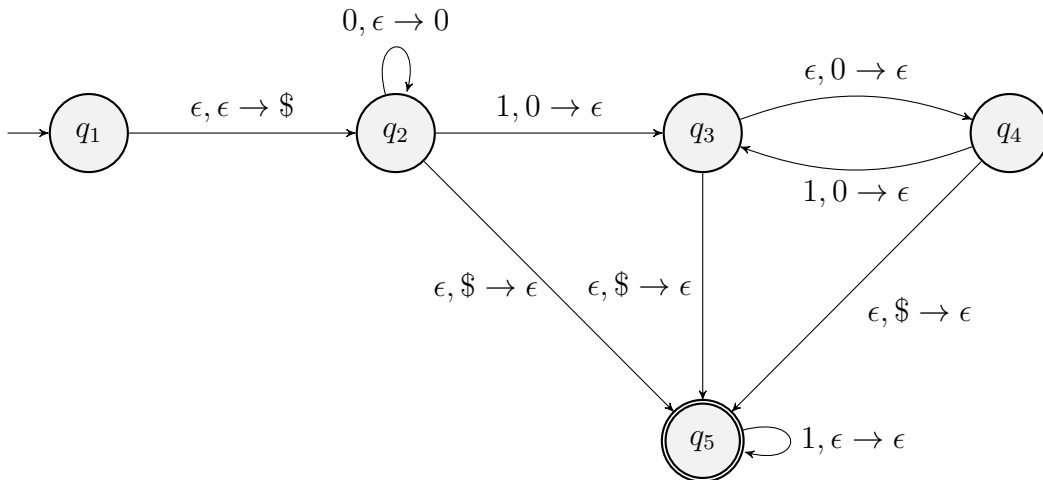 0, ϵ → 0
ϵ, ϵ → $
1, 0 → ϵ
ϵ, 0 → ϵ
q1
q2
q3
q4
1, 0 → ϵ
ϵ, $ → ϵ
ϵ, $ → ϵ
ϵ, $ → ϵ
q5
1, ϵ → ϵ